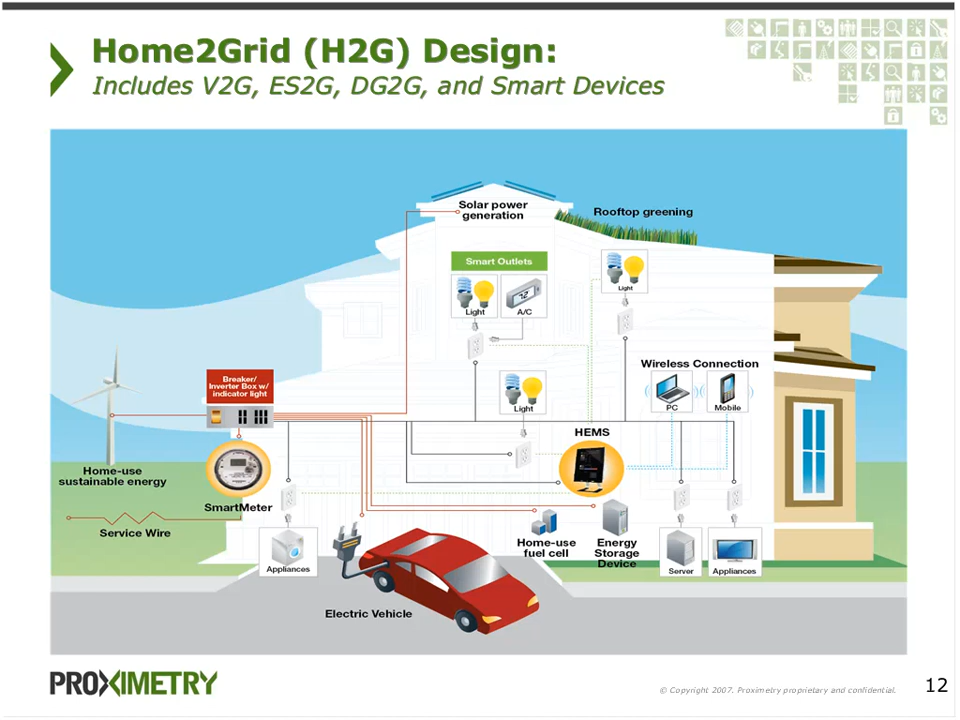 Home2Grid (H2G) Design:
Includes V2G, ES2G, DG2G, and Smart Devices
Solar power
generation
Rooftop greening
Smart Outlets
Light
A/C
Light
Breaker/
Inverter Box w/
indicator light
Light
Wireless Connection
PC
Mobile
HEMS
Home-use
sustainable energy
SmartMeter
Service Wire
Appliances
Home-use
fuel cell
Energy
Storage
Device
Server
Appliances
Electric Vehicle
PROXIMETRY
© Copyright 2007. Proximetry proprietary and confidential.
12